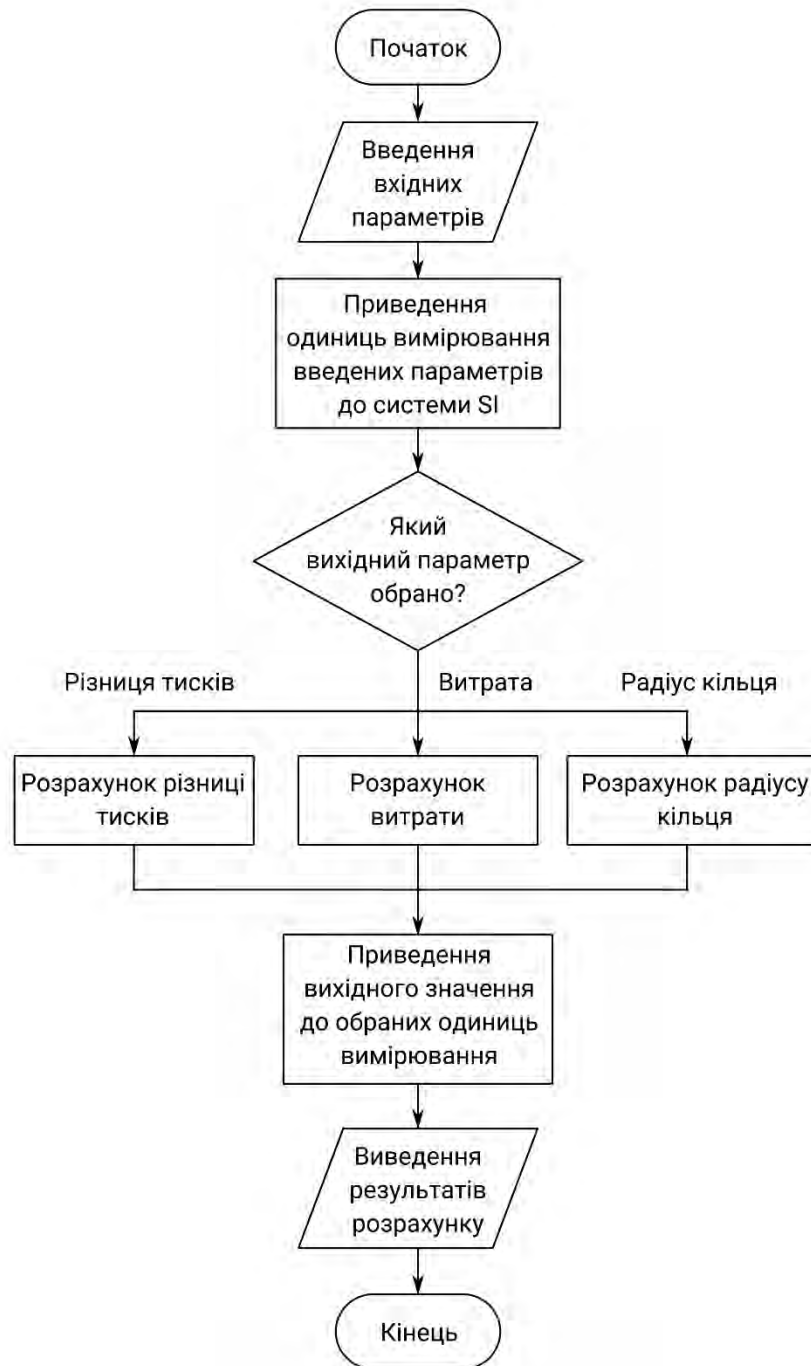 Початок
Введення
вхідних
параметрів
Приведення
одиниць вимірювання
введених параметрів
до системи SI
Який
вихідний параметр
обрано?
Різниця тисків
Витрата
Радіус кільця
Розрахунок різниці
тисків
Розрахунок
витрати
Розрахунок радіусу
кільця
Приведення
вихідного значення
до обраних одиниць
вимірювання
Виведення
результатів
розрахунку
Кінець